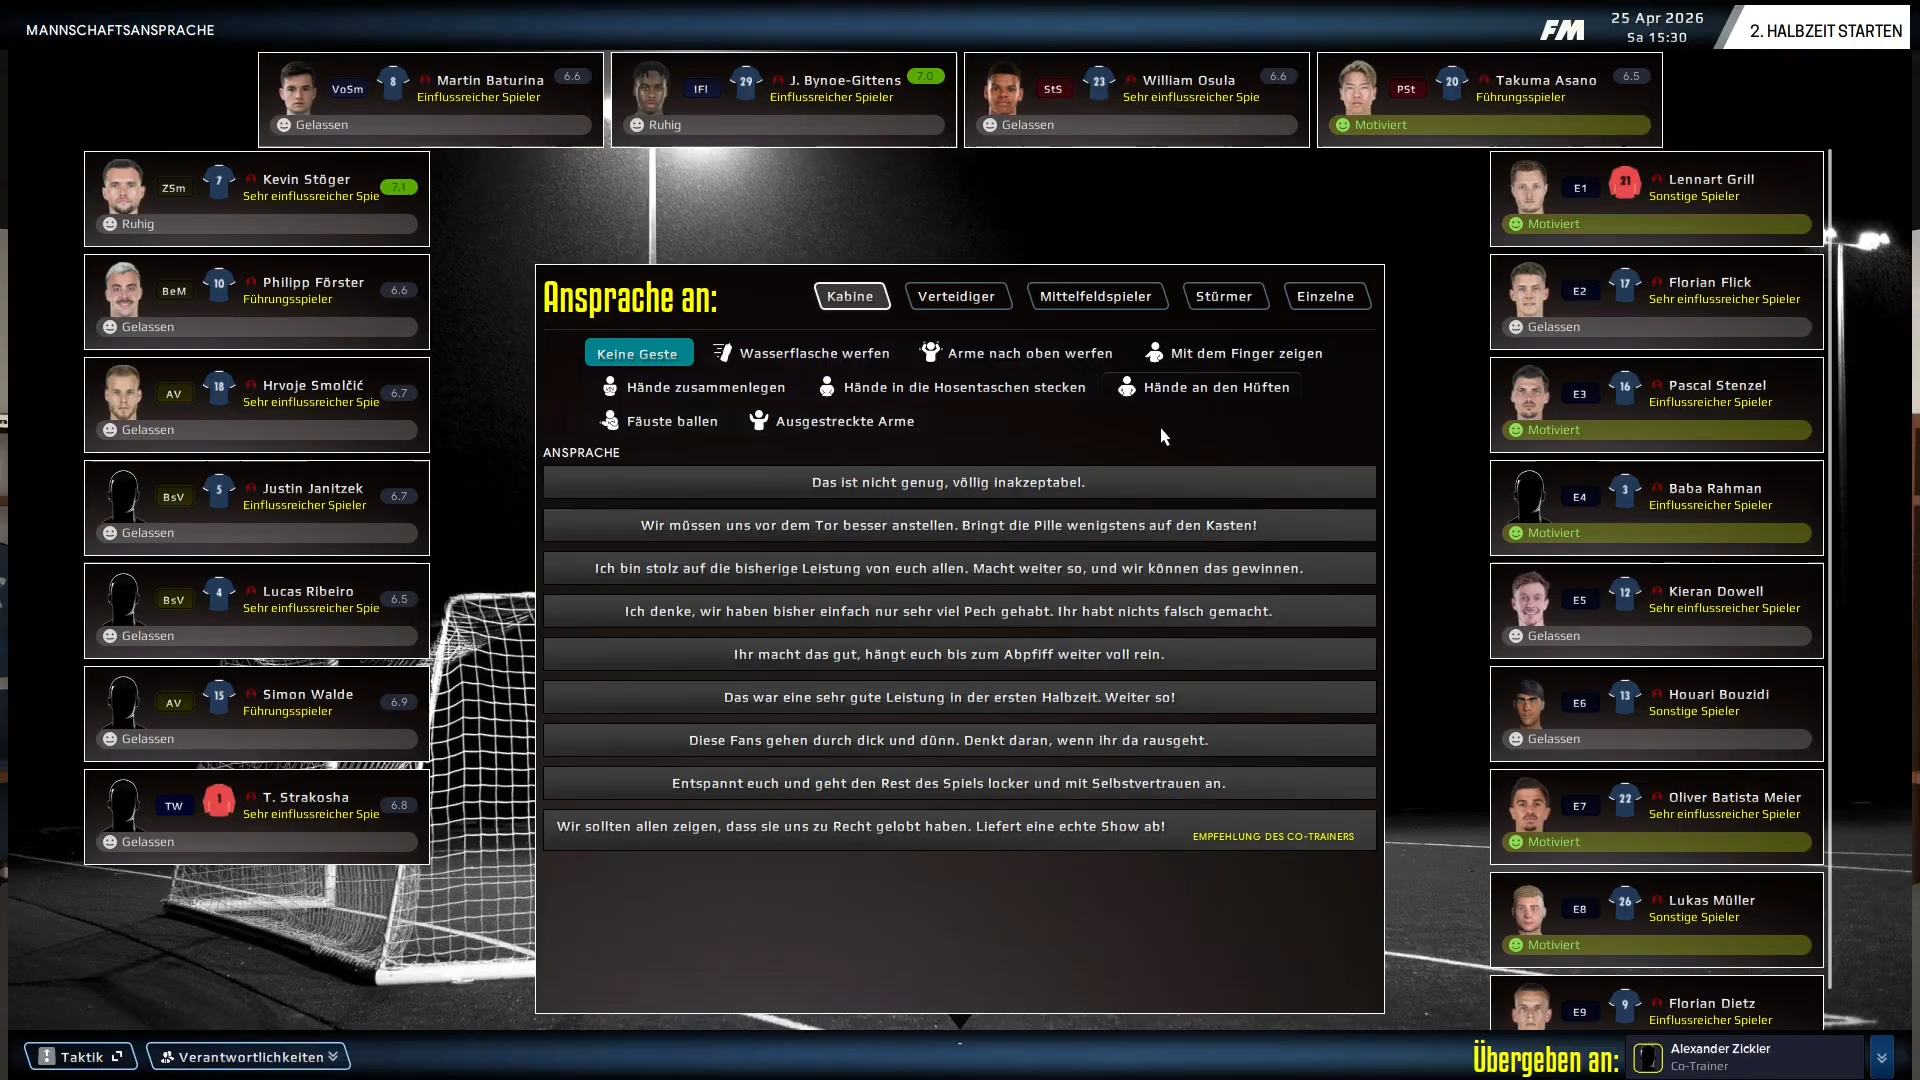 MANNSCHAFTSANSPRACHE
FM
25 Apr 2026
Sa 15:30
2. HALBZEIT STARTEN
VoSm
8
Martin Baturina
6.6
Einflussreicher Spieler
Gelassen
IFl
29
J. Bynoe-Gittens
7.0
Einflussreicher Spieler
Ruhig
StS
23
William Osula
6.6
Sehr einflussreicher Spie
Gelassen
PSt
20
Takuma Asano
6.5
Führungsspieler
Motiviert
ZSm
7
Kevin Stöger
Sehr einflussreicher Spie
7.1
Ruhig
BeM
10
Philipp Förster
6.6
Führungsspieler
Gelassen
AV
18
Hrvoje Smolčić
6.7
Sehr einflussreicher Spie
Gelassen
BsV
5
Justin Janitzek
6.7
Einflussreicher Spieler
Gelassen
BsV
4
Lucas Ribeiro
6.5
Sehr einflussreicher Spie
Gelassen
AV
15
Simon Walde
6.9
Führungsspieler
Gelassen
TW
1
T. Strakosha
6.8
Sehr einflussreicher Spie
Gelassen
Ansprache an:
Kabine
Verteidiger
Mittelfeldspieler
Stürmer
Einzelne
Keine Geste
Wasserflasche werfen
Arme nach oben werfen
Mit dem Finger zeigen
Hände zusammenlegen
Hände in die Hosentaschen stecken
Hände an den Hüften
Fäuste ballen
Ausgestreckte Arme
ANSPRACHE
Das ist nicht genug, völlig inakzeptabel.
Wir müssen uns vor dem Tor besser anstellen. Bringt die Pille wenigstens auf den Kasten!
Ich bin stolz auf die bisherige Leistung von euch allen. Macht weiter so, und wir können das gewinnen.
Ich denke, wir haben bisher einfach nur sehr viel Pech gehabt. Ihr habt nichts falsch gemacht.
Ihr macht das gut, hängt euch bis zum Abpfiff weiter voll rein.
Das war eine sehr gute Leistung in der ersten Halbzeit. Weiter so!
Diese Fans gehen durch dick und dünn. Denkt daran, wenn ihr da rausgeht.
Entspannt euch und geht den Rest des Spiels locker und mit Selbstvertrauen an.
Wir sollten allen zeigen, dass sie uns zu Recht gelobt haben. Liefert eine echte Show ab!
EMPFEHLUNG DES CO-TRAINERS
E1
21
Lennart Grill
Sonstige Spieler
Motiviert
E2
17
Florian Flick
Sehr einflussreicher Spieler
Gelassen
E3
16
Pascal Stenzel
Einflussreicher Spieler
Motiviert
E4
3
Baba Rahman
Einflussreicher Spieler
Motiviert
E5
12
Kieran Dowell
Sehr einflussreicher Spieler
Gelassen
E6
13
Houari Bouzidi
Sonstige Spieler
Gelassen
E7
22
Oliver Batista Meier
Sehr einflussreicher Spieler
Motiviert
E8
26
Lukas Müller
Sonstige Spieler
Motiviert
E9
9
Florian Dietz
Einflussreicher Spieler
Taktik
Verantwortlichkeiten
Übergeben an:
Alexander Zickler
Co-Trainer